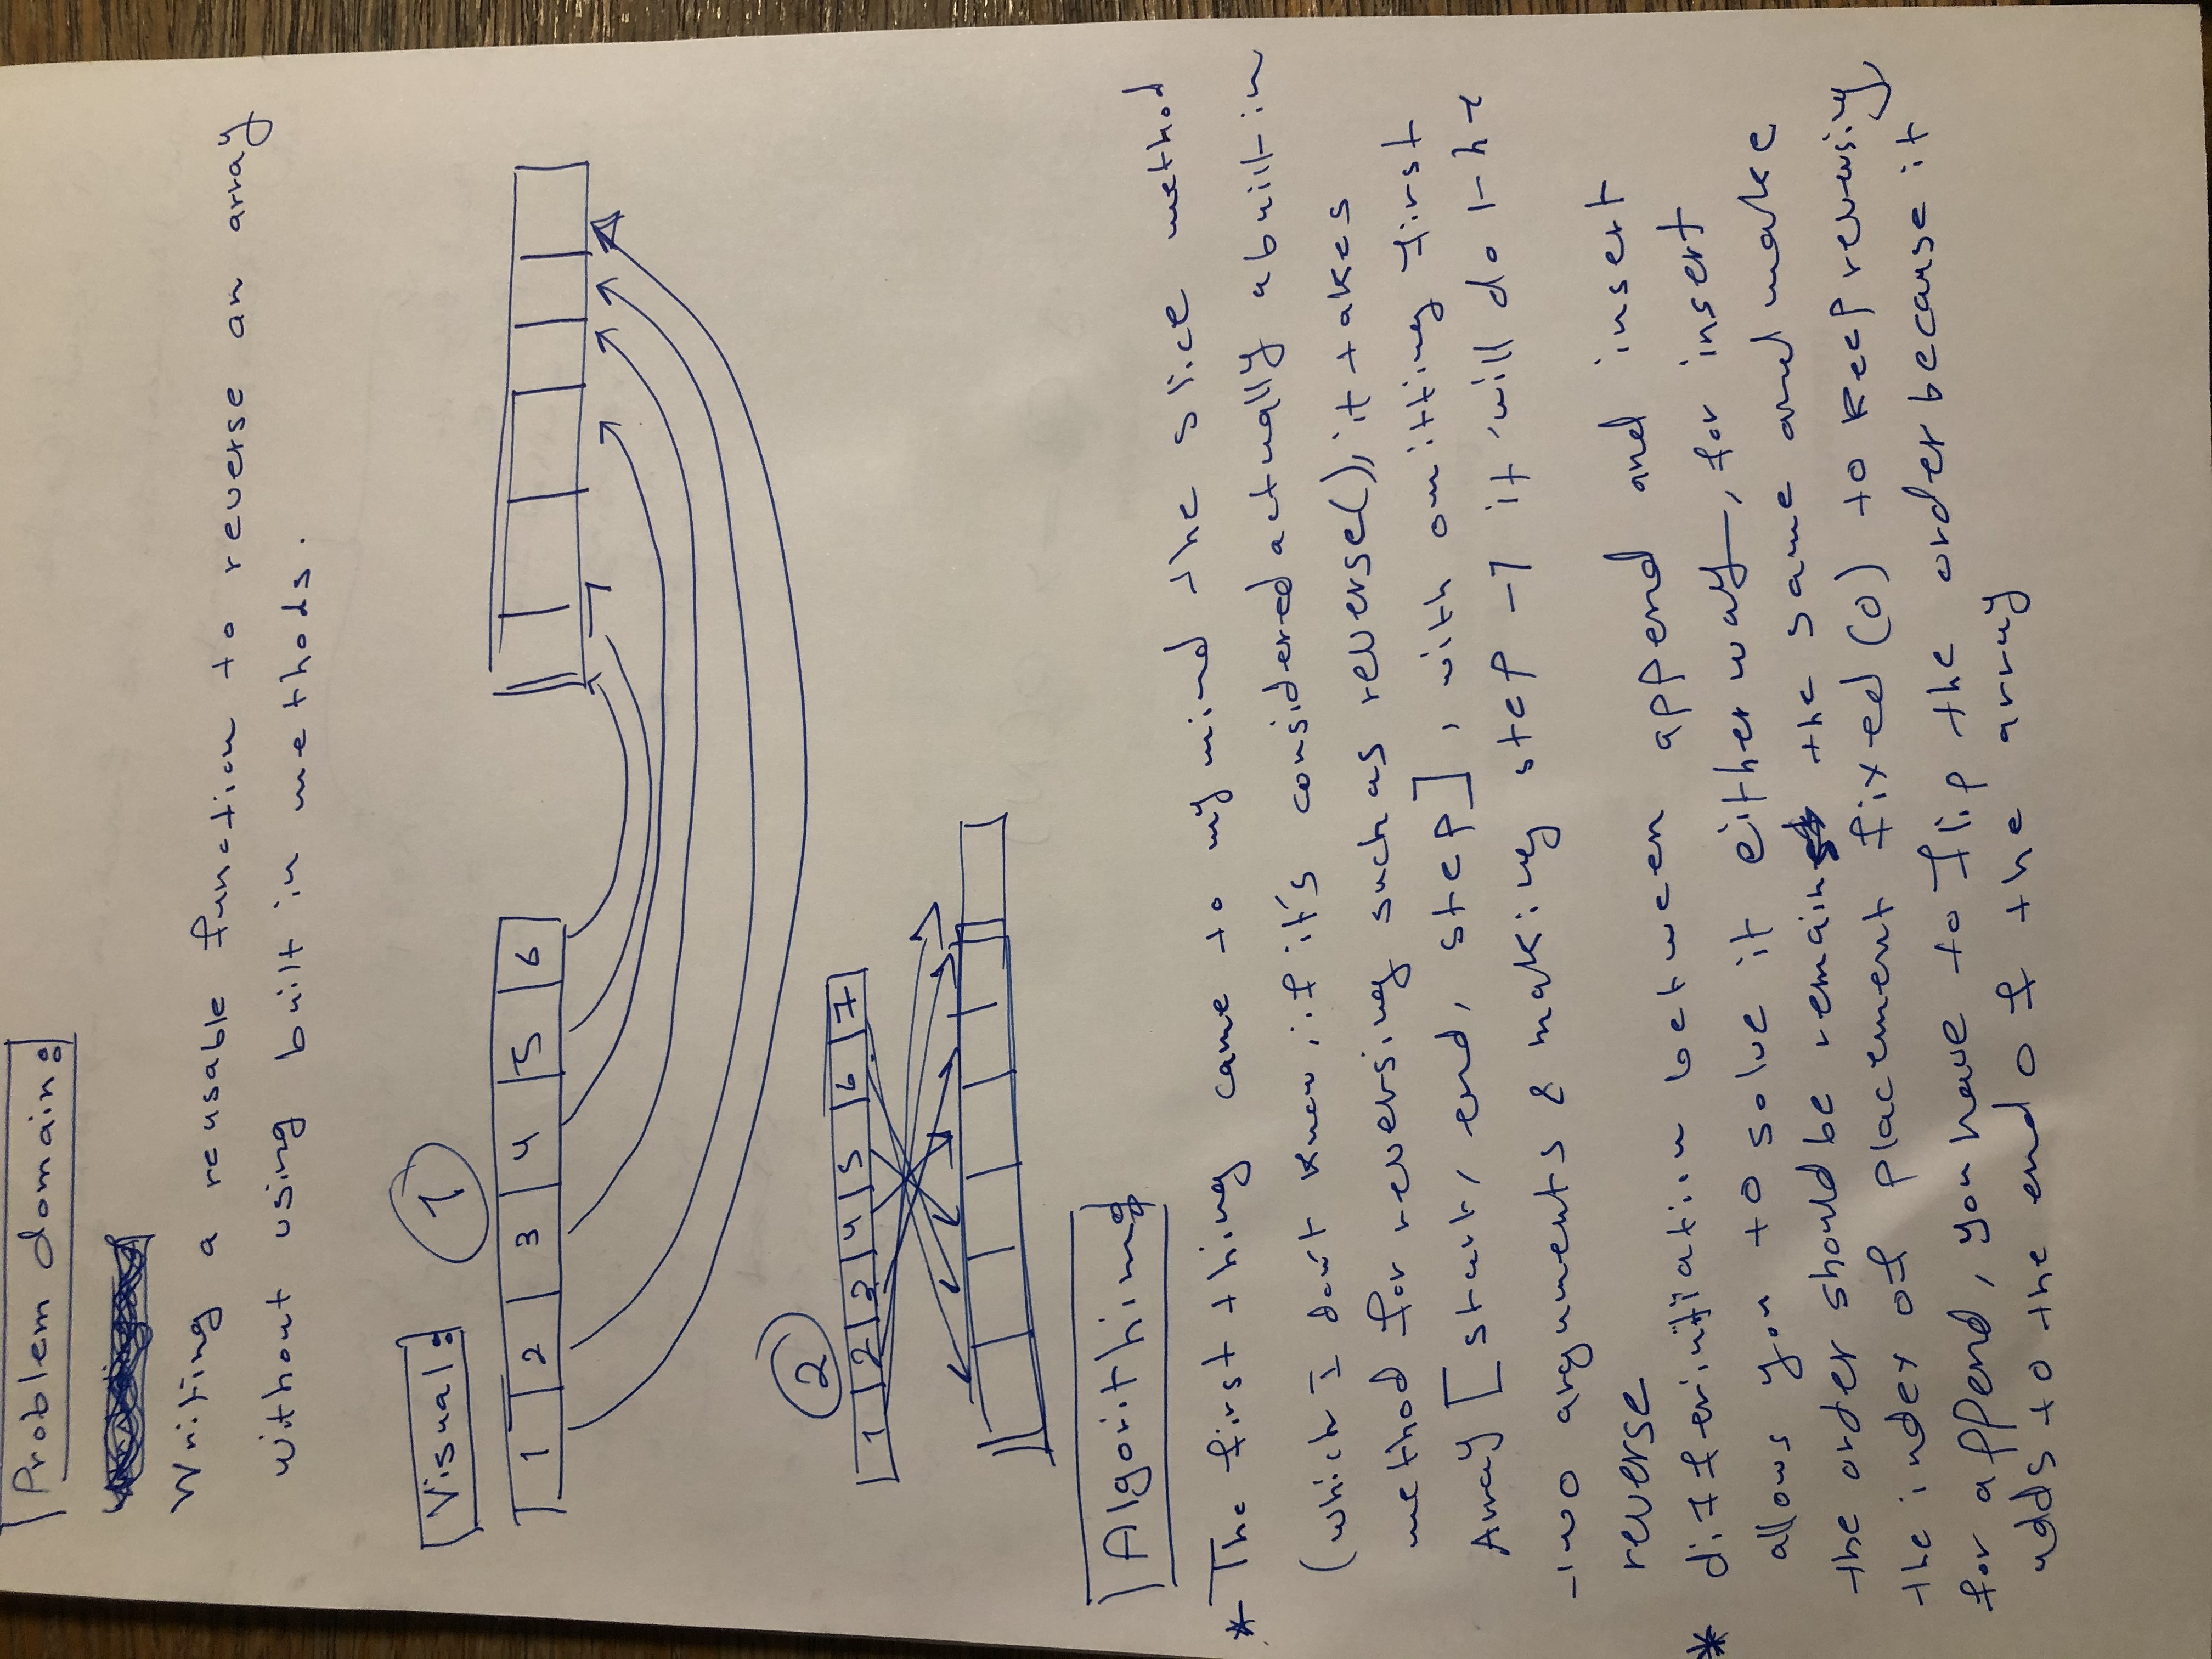 Problem domain:
Writing a reusable function to reverse an array
without using built in methods.
Visual:
1
1 2 3 4 5 6
2
1 2 3 4 5 6 7
Algorithim:
* The first thing came to my mind the slice method
(which I don't know, if it's considered actually a built in
method for reversing such as reverse(), it takes
Array [start, end, step], with omitting first
two arguments & making step -1 it will do the
reverse
* differintiation between append and insert
allows you to solve it either way, for insert
the order should be remain the same and make
the index of placement fixed (0) to keep reversing
for append, you have to flip the order because it
adds to the end of the array